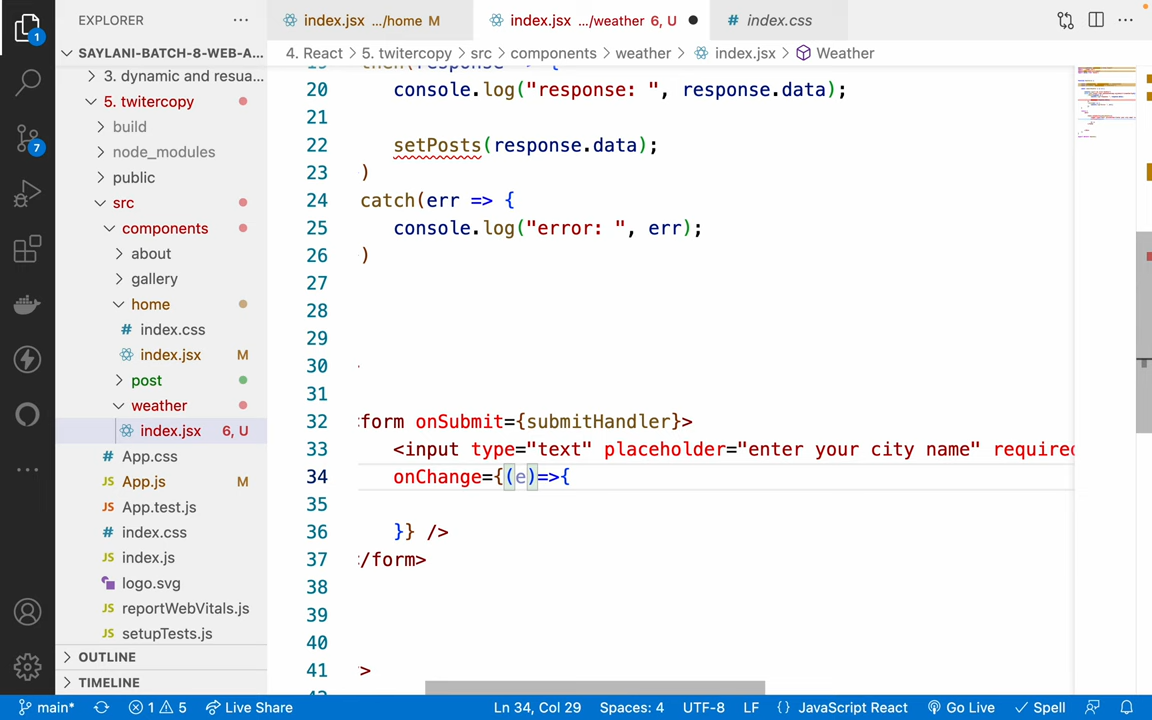 EXPLORER
index.jsx .../home M
index.jsx .../weather 6, U
# index.css
SAYLANI-BATCH-8-WEB-A...
4. React > 5. twitercopy > src > components > weather > index.jsx > Weather
3. dynamic and resua...
5. twitercopy
build
node_modules
public
src
components
about
gallery
home
# index.css
index.jsx M
post
weather
index.jsx 6, U
# App.css
JS App.js M
JS App.test.js
# index.css
JS index.js
logo.svg
JS reportWebVitals.js
JS setupTests.js
OUTLINE
TIMELINE
1
7
20 console.log("response: ", response.data);
21
22 setPosts(response.data);
23 )
24 catch(err => {
25 console.log("error: ", err);
26 )
27
28
29
30
31
32 form onSubmit={submitHandler}>
33 <input type="text" placeholder="enter your city name" required
34 onChange={(e)=>{
35
36 }} />
37 /form>
38
39
40
41 >
main* 1 5 Live Share Ln 34, Col 29 Spaces: 4 UTF-8 LF {} JavaScript React Go Live Spell